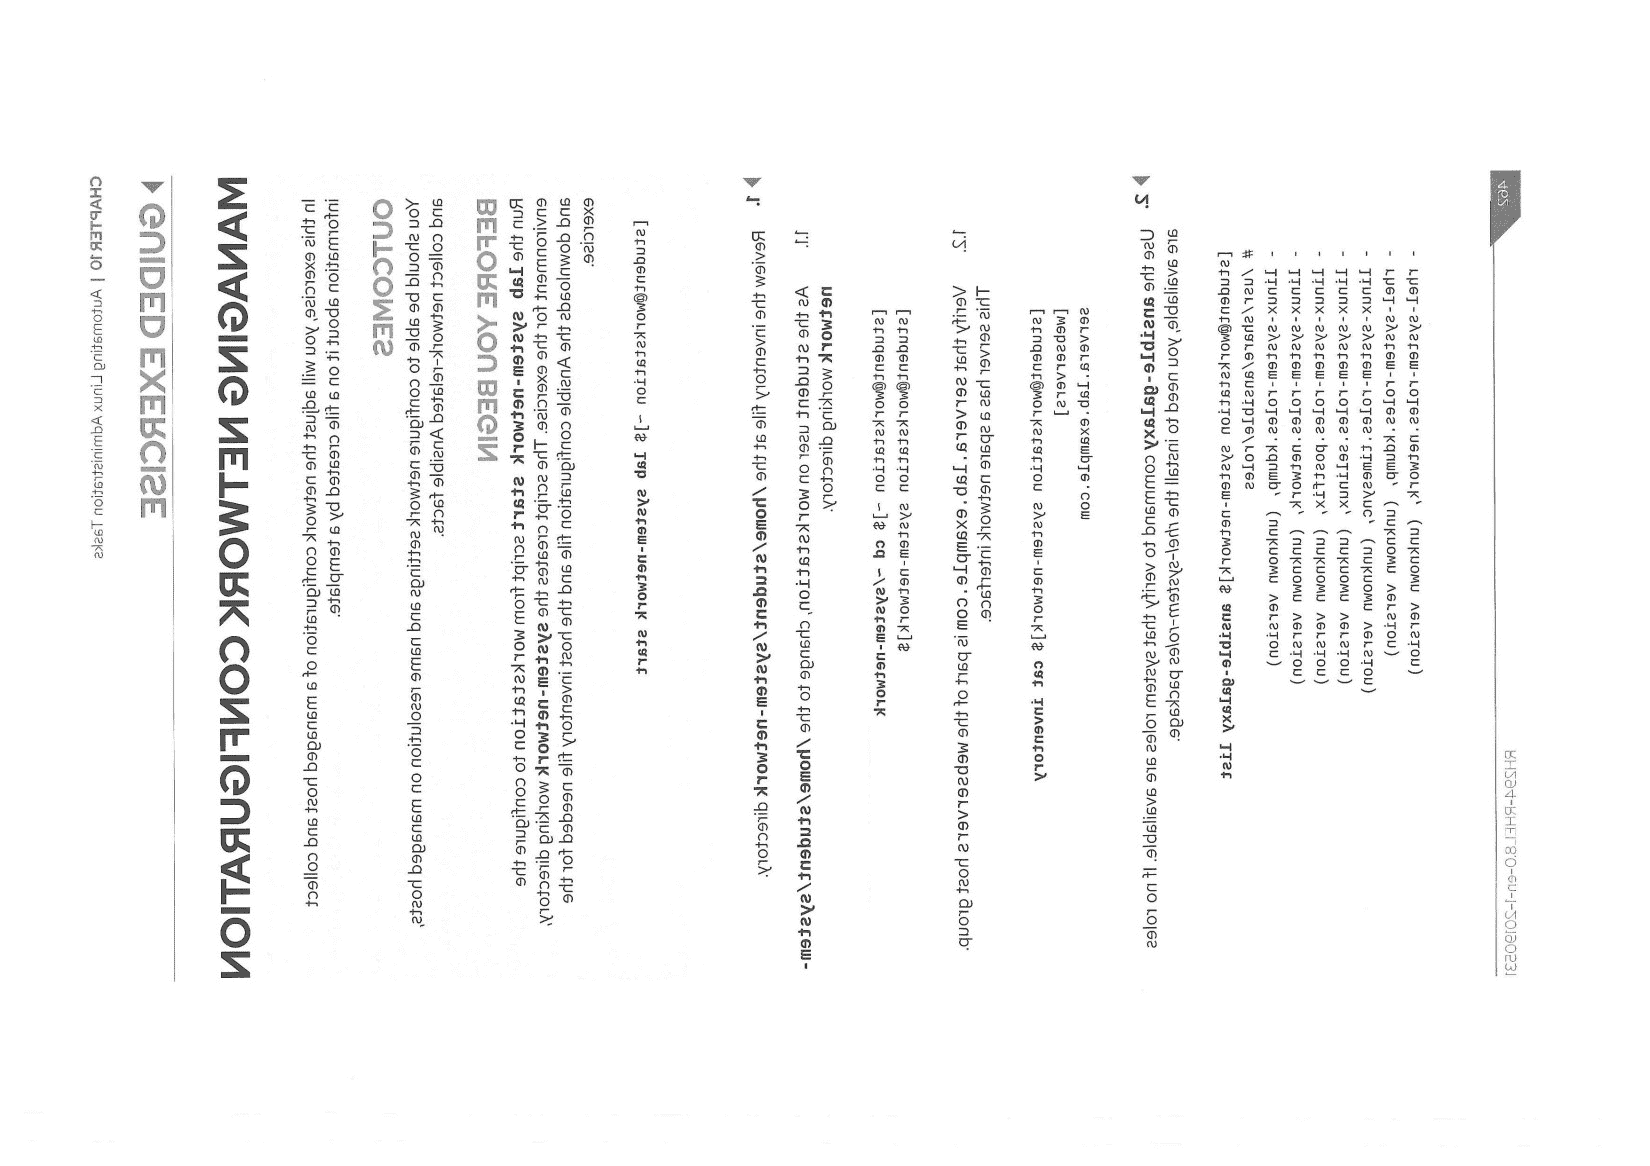 CHAPTER 10 | Automating Linux Administration Tasks
GUIDED EXERCISE
MANAGING NETWORK CONFIGURATION
In this exercise, you will adjust the network configuration of a managed host and collect
information about it on a file created by a template.
OUTCOMES
You should be able to configure network settings and name resolution on managed hosts,
and collect network-related Ansible facts.
BEFORE YOU BEGIN
Run the lab system-network start script from workstation to configure the
environment for the exercise. The script creates the system-network working directory,
and downloads the Ansible configuration file and the host inventory file needed for the
exercise.
[student@workstation ~]$ lab system-network start
1. Review the inventory file at the /home/student/system-network directory.
1.1. As the student user on workstation, change to the /home/student/system-
network working directory.
[student@workstation ~]$ cd ~/system-network
[student@workstation system-network]$
1.2. Verify that servera.lab.example.com is part of the webservers host group.
This server has a spare network interface.
[student@workstation system-network]$ cat inventory
[webservers]
servera.lab.example.com
2. Use the ansible-galaxy command to verify that system roles are available. If no roles
are available, you need to install the rhel-system-roles package.
[student@workstation system-network]$ ansible-galaxy list
# /usr/share/ansible/roles
- linux-system-roles.kdump, (unknown version)
- linux-system-roles.network, (unknown version)
- linux-system-roles.postfix, (unknown version)
- linux-system-roles.selinux, (unknown version)
- linux-system-roles.timesync, (unknown version)
- rhel-system-roles.kdump, (unknown version)
- rhel-system-roles.network, (unknown version)
462
RH294-RHEL8.0-en-1-20190531